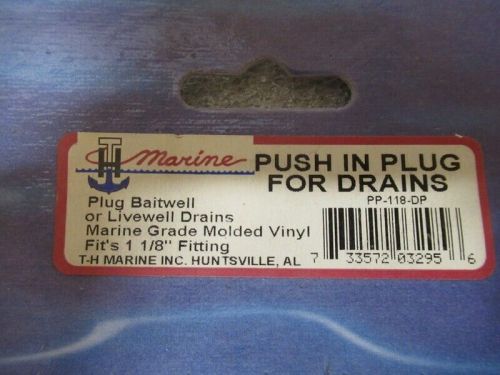 TH Marine
PUSH IN PLUG
FOR DRAINS
PP-118-DP
Plug Baitwell
or Livewell Drains
Marine Grade Molded Vinyl
Fit's 1 1/8" Fitting
T-H MARINE INC. HUNTSVILLE, AL
7 33572 03295 6